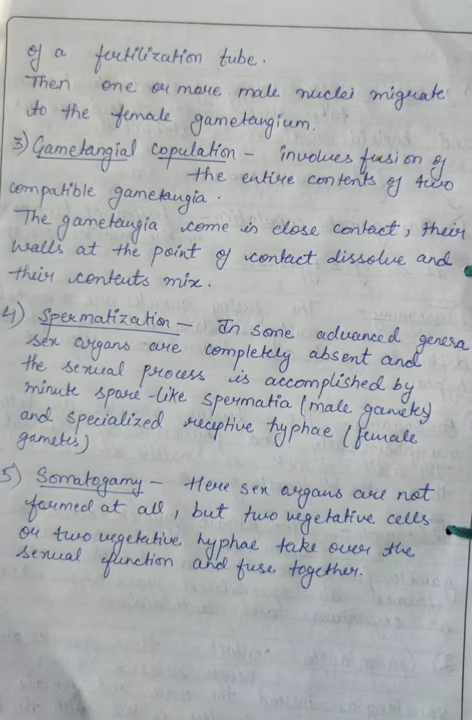 of a fertilization tube.
Then one or more male nuclei migrate
to the female gametangium.
3) Gametangial copulation - involves fusion of
the entire contents of two
compatible gametangia.
The gametangia come in close contact, their
walls at the point of contact dissolve and
their contents mix.
4) Spermatization - In some advanced genera
sex organs are completely absent and
the sexual process is accomplished by
minute spore-like spermatia (male gametes)
and specialized receptive hyphae (female
gametes)
5) Somatogamy - Here sex organs are not
formed at all, but two vegetative cells
or two vegetative hyphae take over the
sexual function and fuse together.